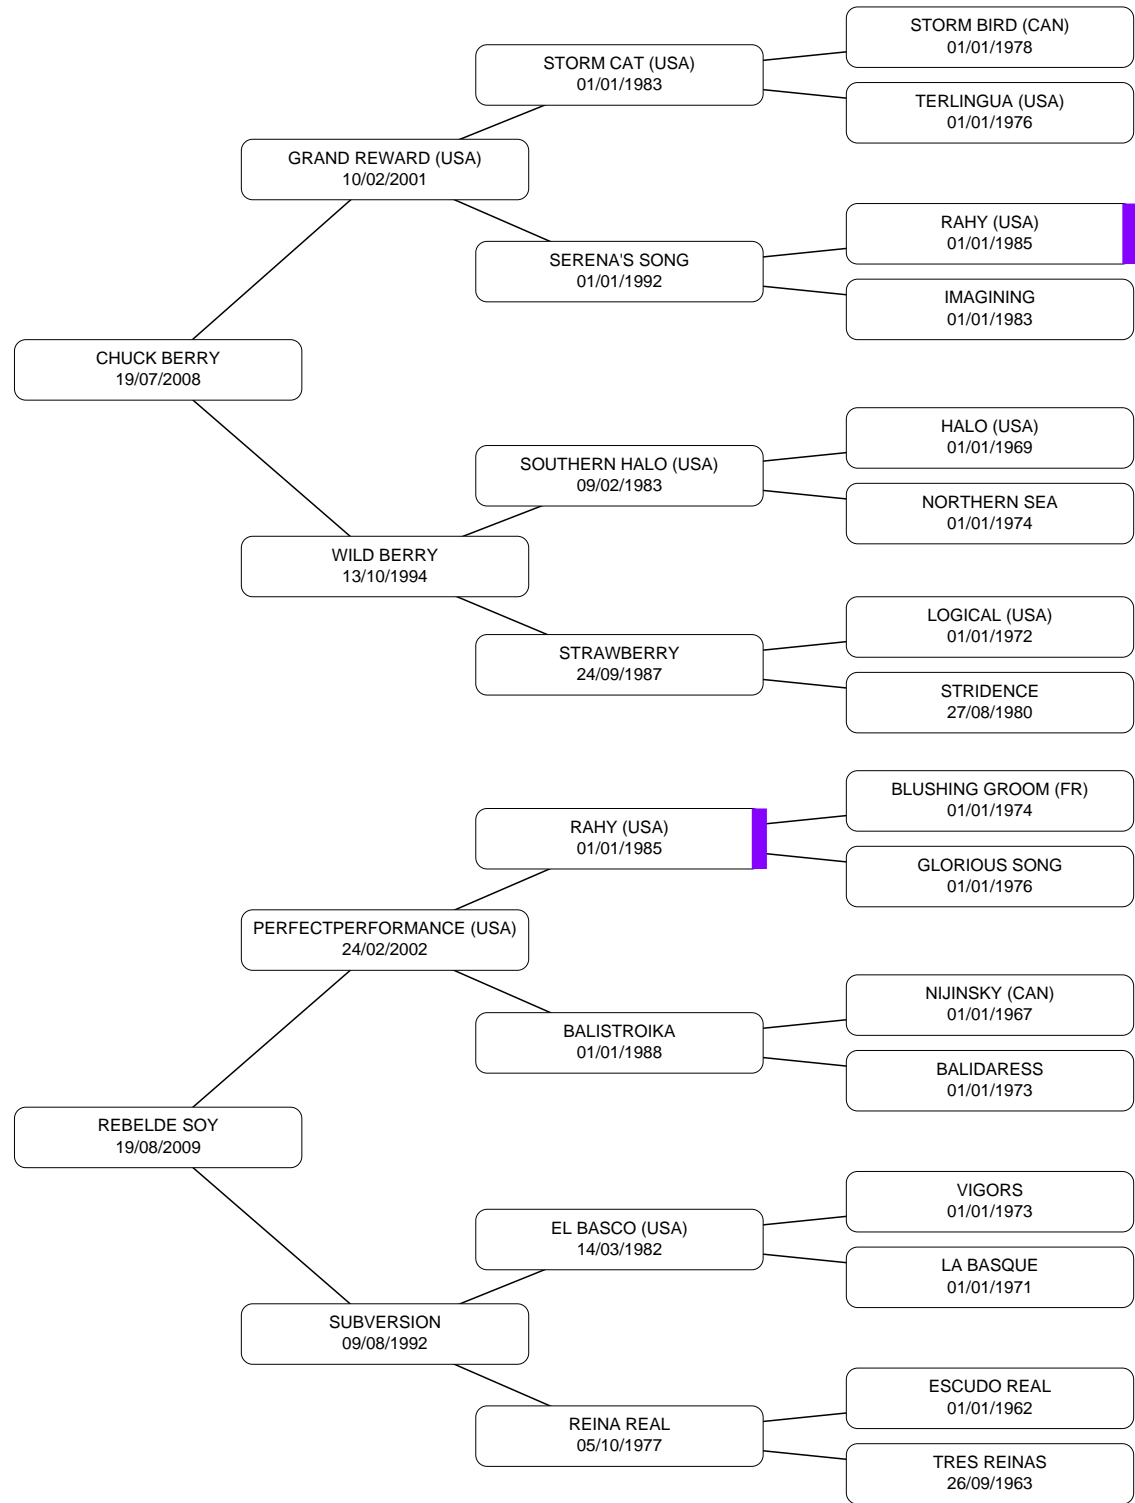 STORM BIRD (CAN)
01/01/1978
STORM CAT (USA)
01/01/1983
TERLINGUA (USA)
01/01/1976
GRAND REWARD (USA)
10/02/2001
RAHY (USA)
01/01/1985
SERENA'S SONG
01/01/1992
IMAGINING
01/01/1983
CHUCK BERRY
19/07/2008
HALO (USA)
01/01/1969
SOUTHERN HALO (USA)
09/02/1983
NORTHERN SEA
01/01/1974
WILD BERRY
13/10/1994
LOGICAL (USA)
01/01/1972
STRAWBERRY
24/09/1987
STRIDENCE
27/08/1980
BLUSHING GROOM (FR)
01/01/1974
RAHY (USA)
01/01/1985
GLORIOUS SONG
01/01/1976
PERFECTPERFORMANCE (USA)
24/02/2002
NIJINSKY (CAN)
01/01/1967
BALISTROIKA
01/01/1988
BALIDARESS
01/01/1973
REBELDE SOY
19/08/2009
VIGORS
01/01/1973
EL BASCO (USA)
14/03/1982
LA BASQUE
01/01/1971
SUBVERSION
09/08/1992
ESCUDO REAL
01/01/1962
REINA REAL
05/10/1977
TRES REINAS
26/09/1963